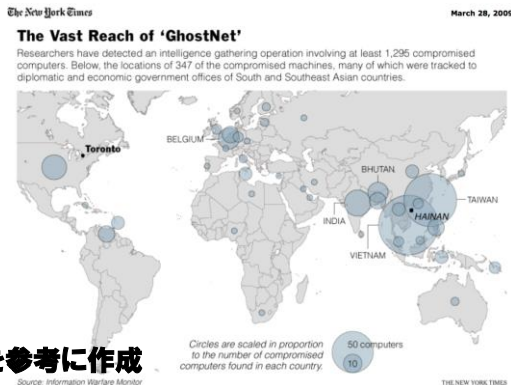 The New York Times
March 28, 2009
The Vast Reach of ‘GhostNet’
Researchers have detected an intelligence gathering operation involving at least 1,295 compromised
computers. Below, the locations of 347 of the compromised machines, many of which were tracked to
diplomatic and economic government offices of South and Southeast Asian countries.
BELGIUM
Toronto
BHUTAN
TAIWAN
HAINAN
INDIA
VIETNAM
Circles are scaled in proportion
to the number of compromised
computers found in each country.
50 computers
10
を参考に作成
Source: Information Warfare Monitor
THE NEW YORK TIMES